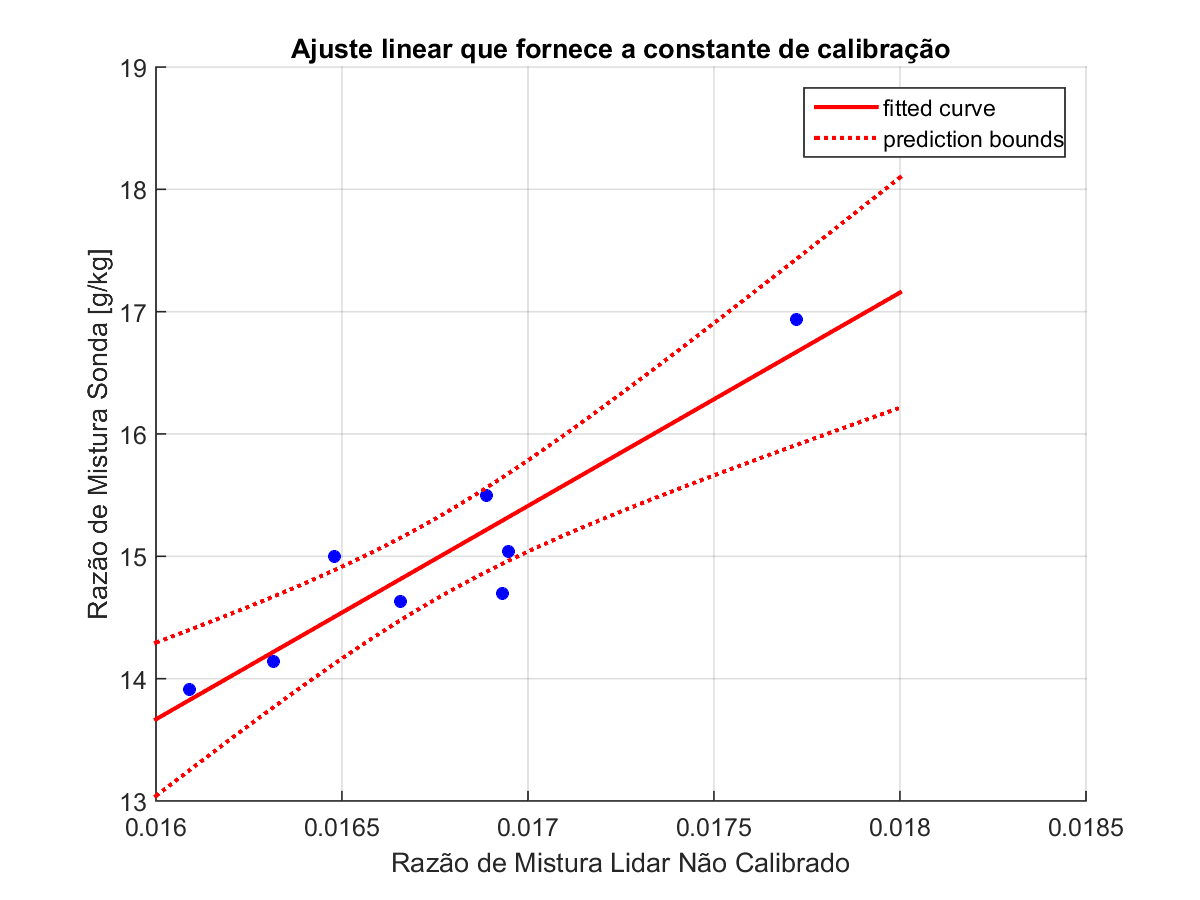 Ajuste linear que fornece a constante de calibração
19
18
17
16
15
14
13
Razão de Mistura Sonda [g/kg]
fitted curve
prediction bounds
0.016
0.0165
0.017
0.0175
0.018
0.0185
Razão de Mistura Lidar Não Calibrado